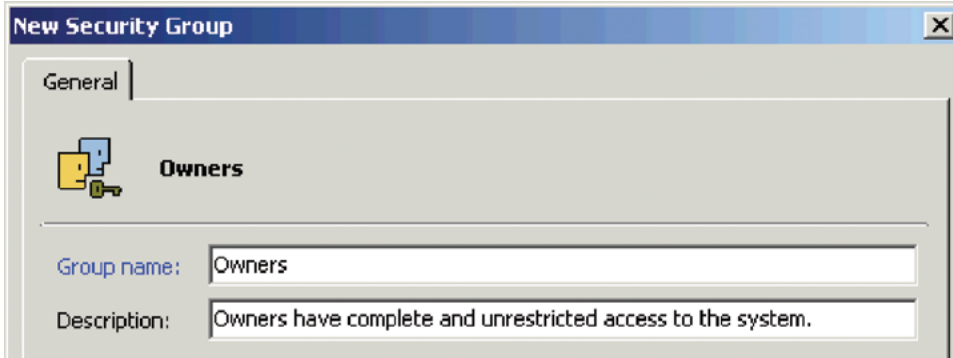 New Security Group
General
Owners
Group name: Owners
Description: Owners have complete and unrestricted access to the system.